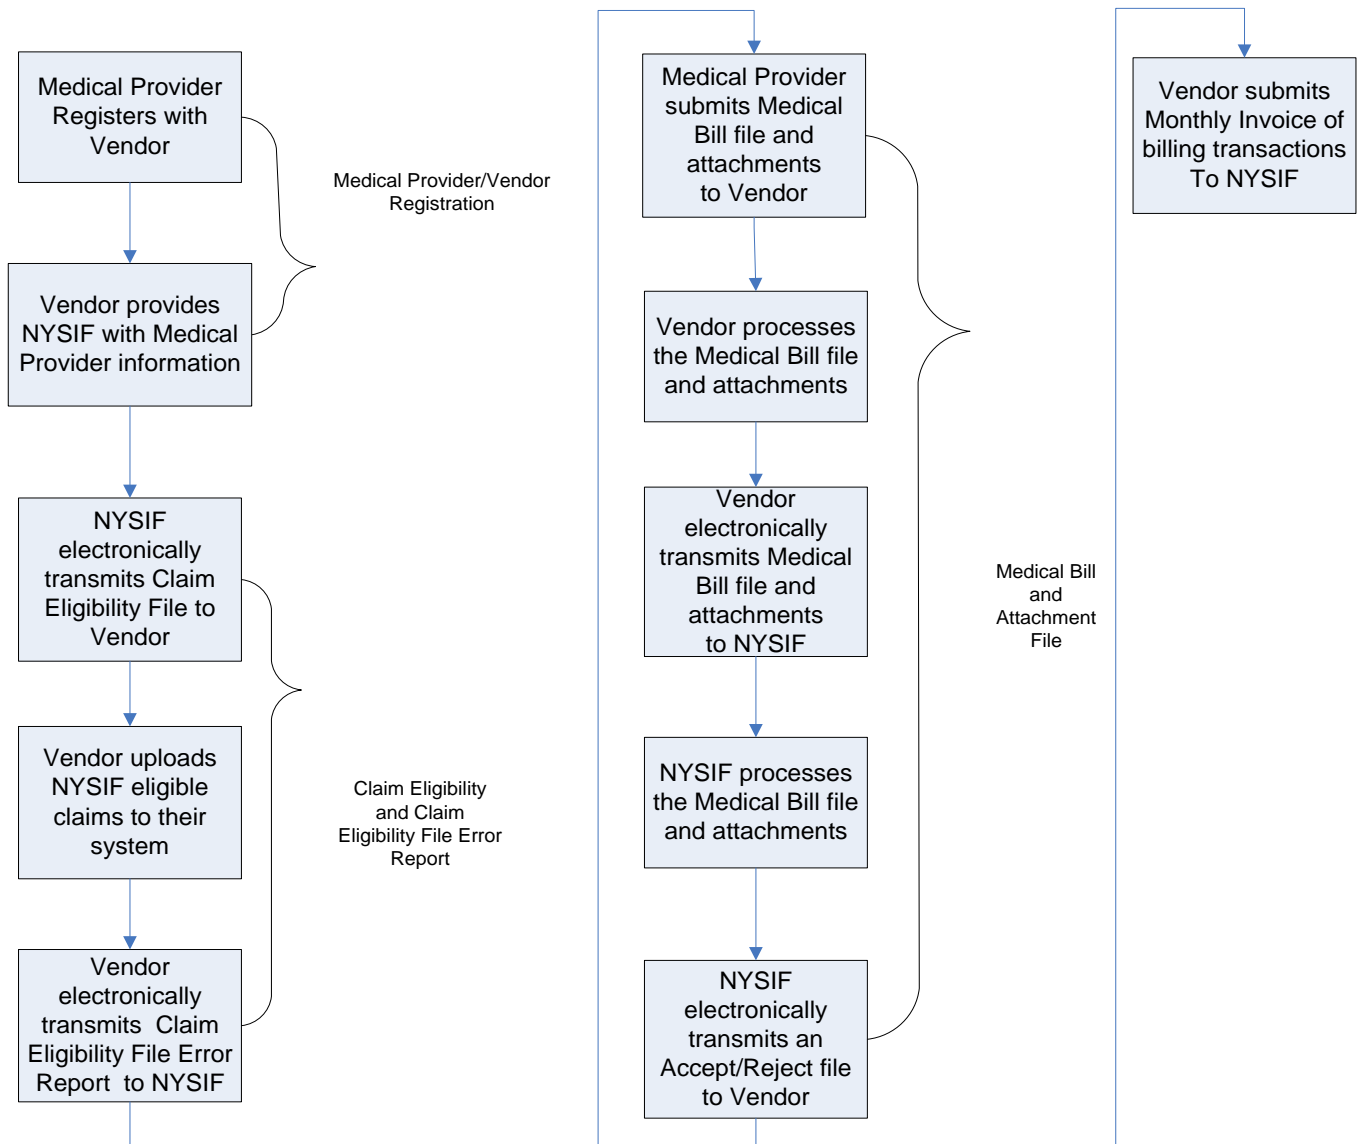 Medical Provider
Registers with
Vendor
Vendor provides
NYSIF with Medical
Provider information
Medical Provider/Vendor
Registration
NYSIF
electronically
transmits Claim
Eligibility File to
Vendor
Vendor uploads
NYSIF eligible
claims to their
system
Vendor
electronically
transmits  Claim
Eligibility File Error
Report  to NYSIF
Claim Eligibility
and Claim
Eligibility File Error
Report
Medical Provider
submits Medical
Bill file and
attachments
to Vendor
Vendor processes
the Medical Bill file
and attachments
Vendor
electronically
transmits Medical
Bill file and
attachments
to NYSIF
NYSIF processes
the Medical Bill file
and attachments
NYSIF
electronically
transmits an
Accept/Reject file
to Vendor
Medical Bill
and
Attachment
File
Vendor submits
Monthly Invoice of
billing transactions
To NYSIF